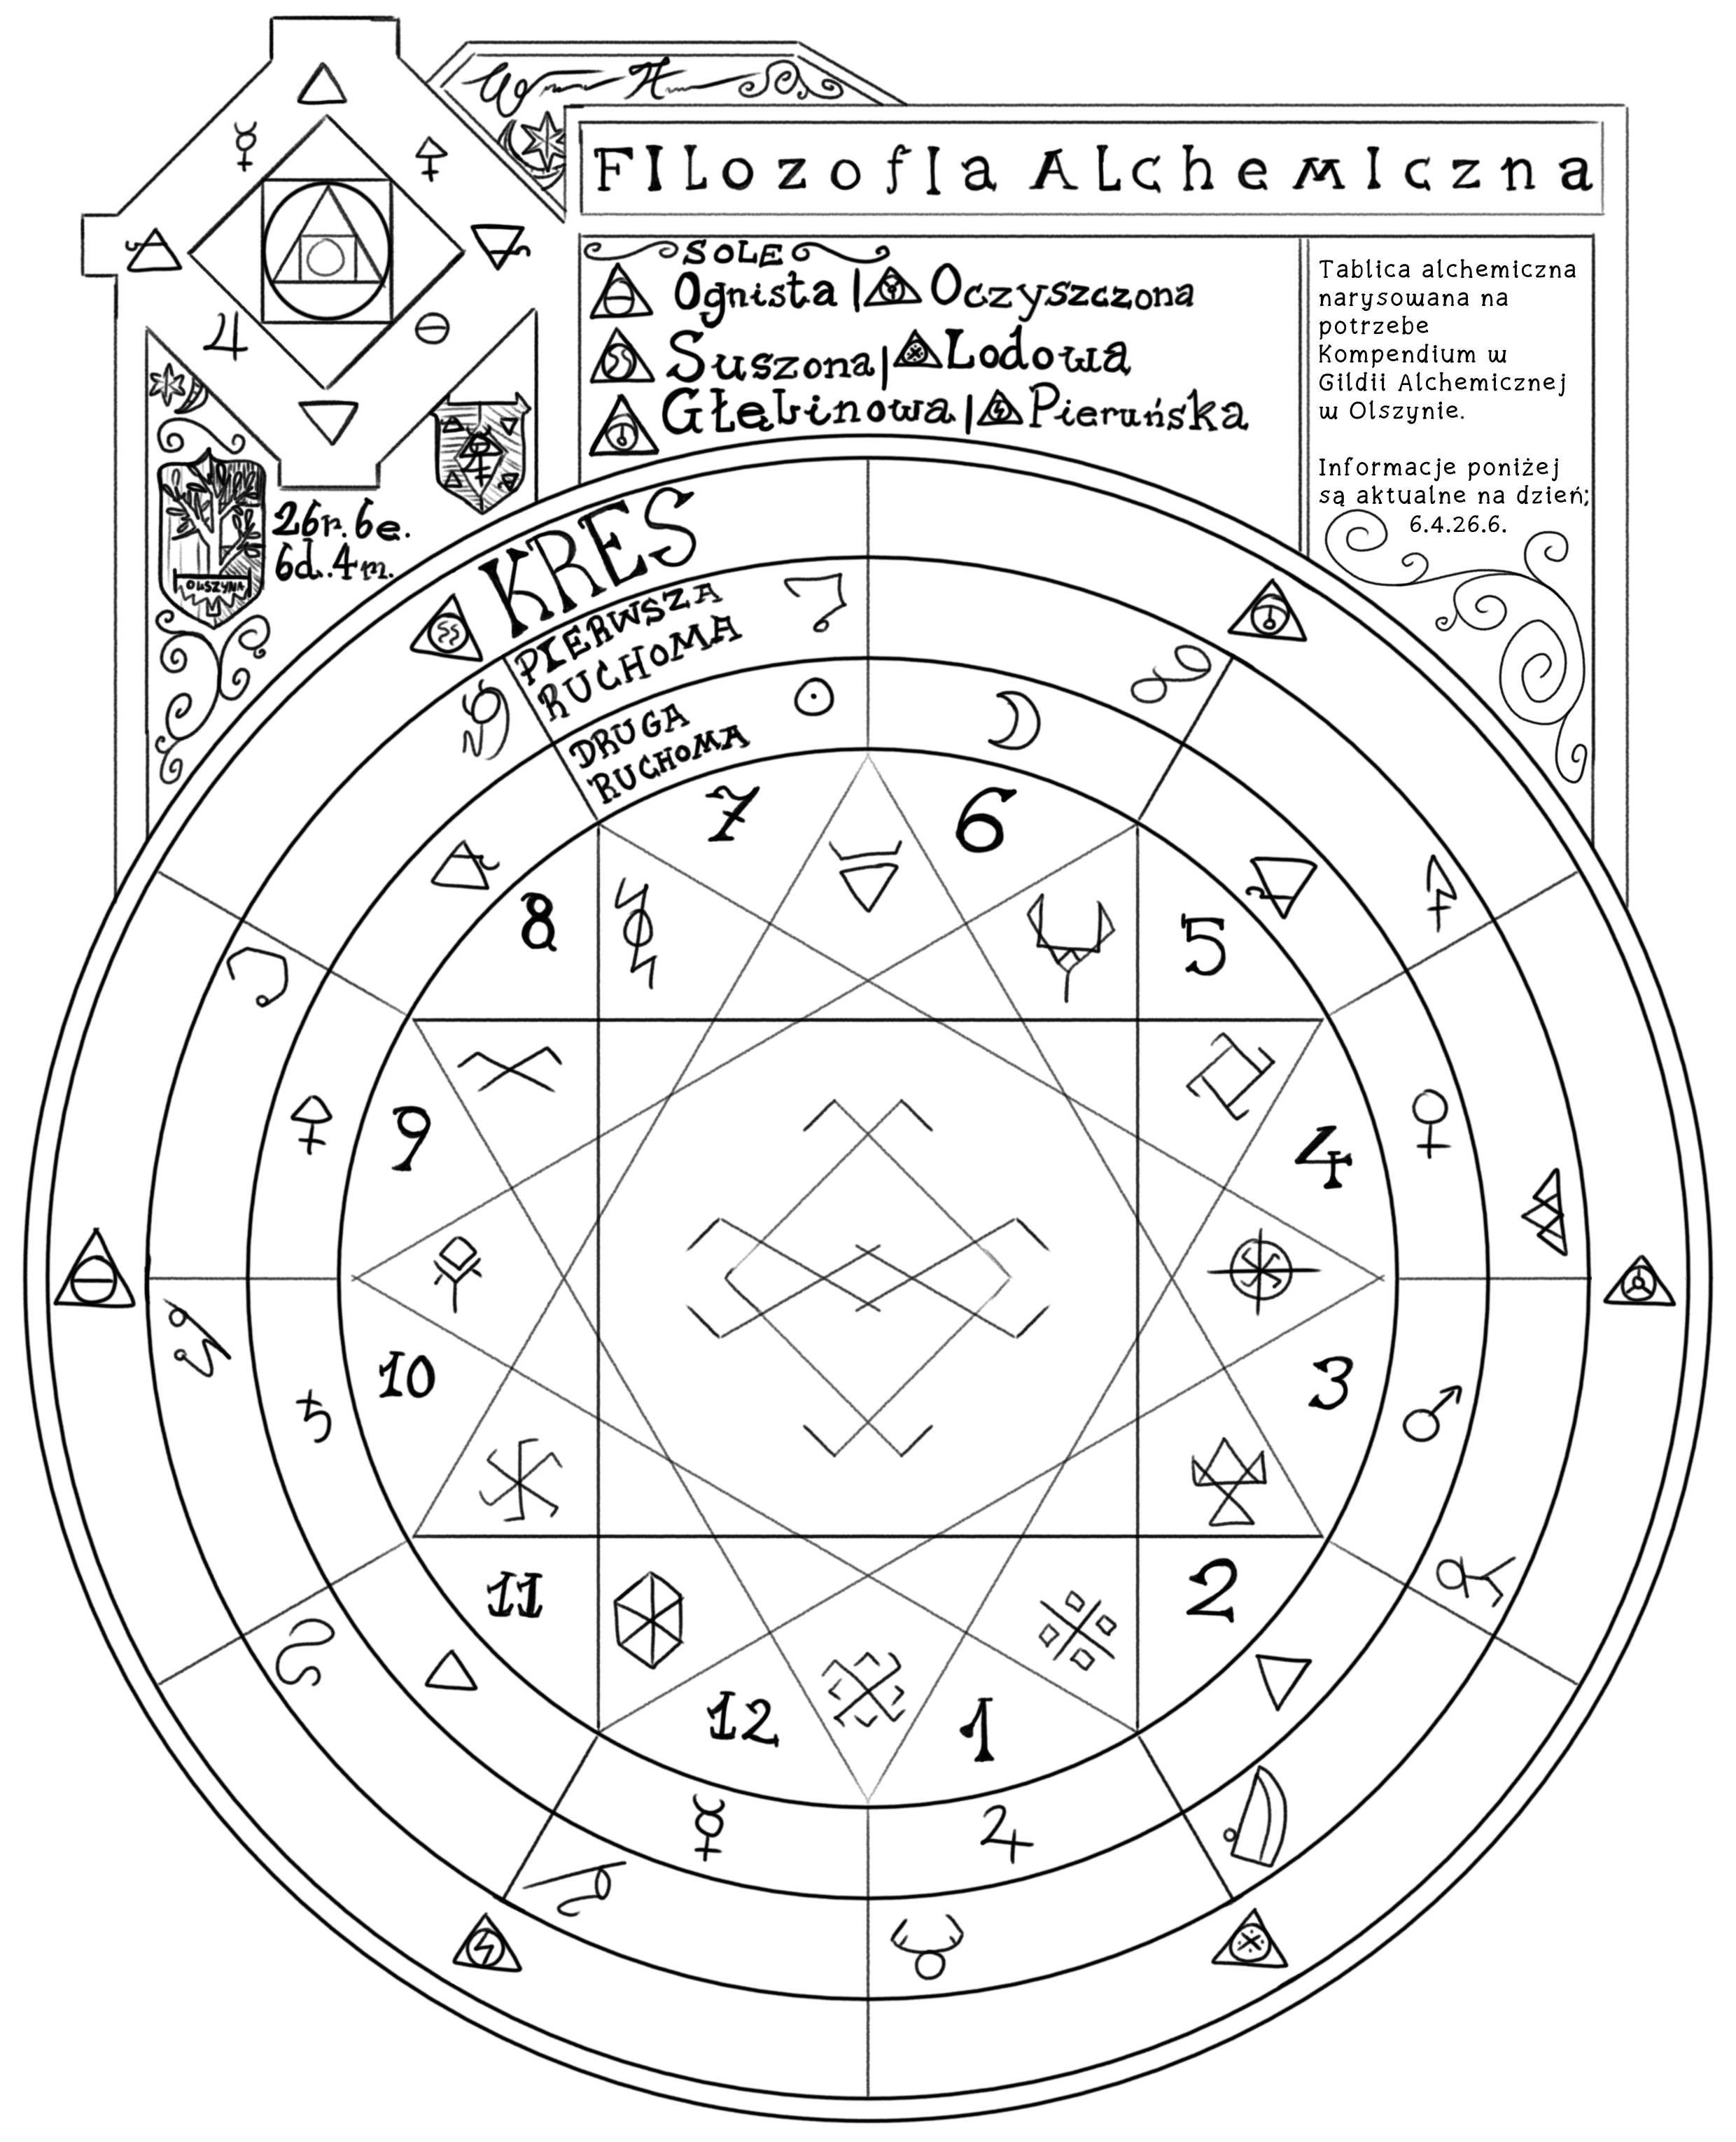 FILozofIa ALcheMIczna
SOLE
Ognista | Oczyszczona
Suszona | Lodowa
Głębinowa | Pieruńska
Tablica alchemiczna
narysowana na
potrzebe
Kompendium w
Gildii Alchemicznej
w Olszynie.
Informacje poniżej
są aktualne na dzień;
6.4.26.6.
26r. 6e.
6d. 4m.
OLSZYNA
KRES
PIERWSZA
RUCHOMA
DRUGA
RUCHOMA
7
6
8
5
9
4
10
3
11
2
12
1